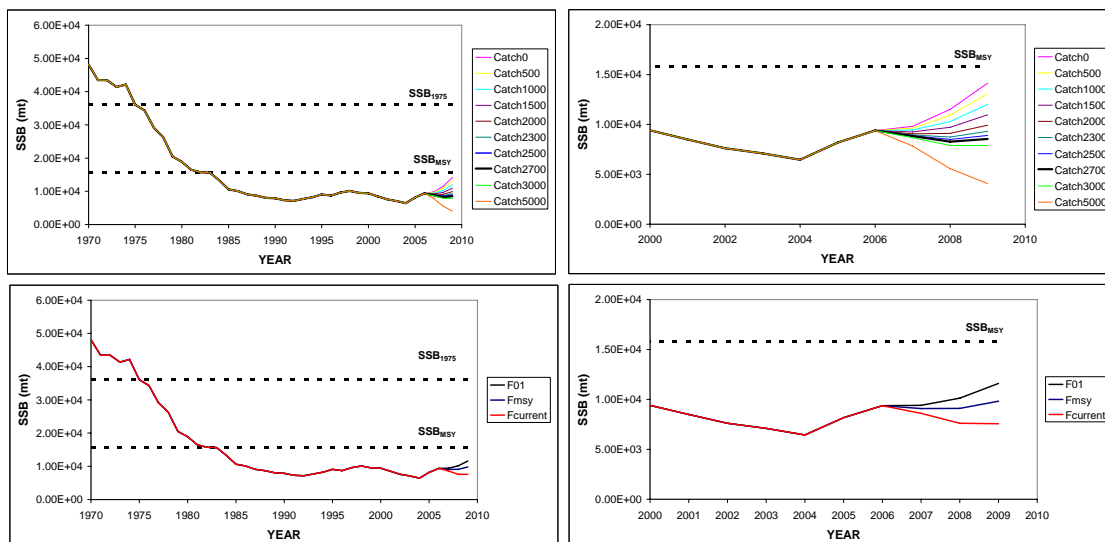 6.00E+04
5.00E+04
4.00E+04
3.00E+04
2.00E+04
1.00E+04
0.00E+00
SSB (mt)
1970 1975 1980 1985 1990 1995 2000 2005 2010
YEAR
SSB1975
SSBMSY
Catch0
Catch500
Catch1000
Catch1500
Catch2000
Catch2300
Catch2500
Catch2700
Catch3000
Catch5000
2.00E+04
1.50E+04
1.00E+04
5.00E+03
0.00E+00
SSB (mt)
2000 2002 2004 2006 2008 2010
YEAR
SSBMSY
Catch0
Catch500
Catch1000
Catch1500
Catch2000
Catch2300
Catch2500
Catch2700
Catch3000
Catch5000
6.00E+04
5.00E+04
4.00E+04
3.00E+04
2.00E+04
1.00E+04
0.00E+00
SSB (mt)
1970 1975 1980 1985 1990 1995 2000 2005 2010
YEAR
SSB1975
SSBMSY
F01
Fmsy
Fcurrent
2.00E+04
1.50E+04
1.00E+04
5.00E+03
0.00E+00
SSB (mt)
2000 2001 2002 2003 2004 2005 2006 2007 2008 2009 2010
YEAR
SSBMSY
F01
Fmsy
Fcurrent